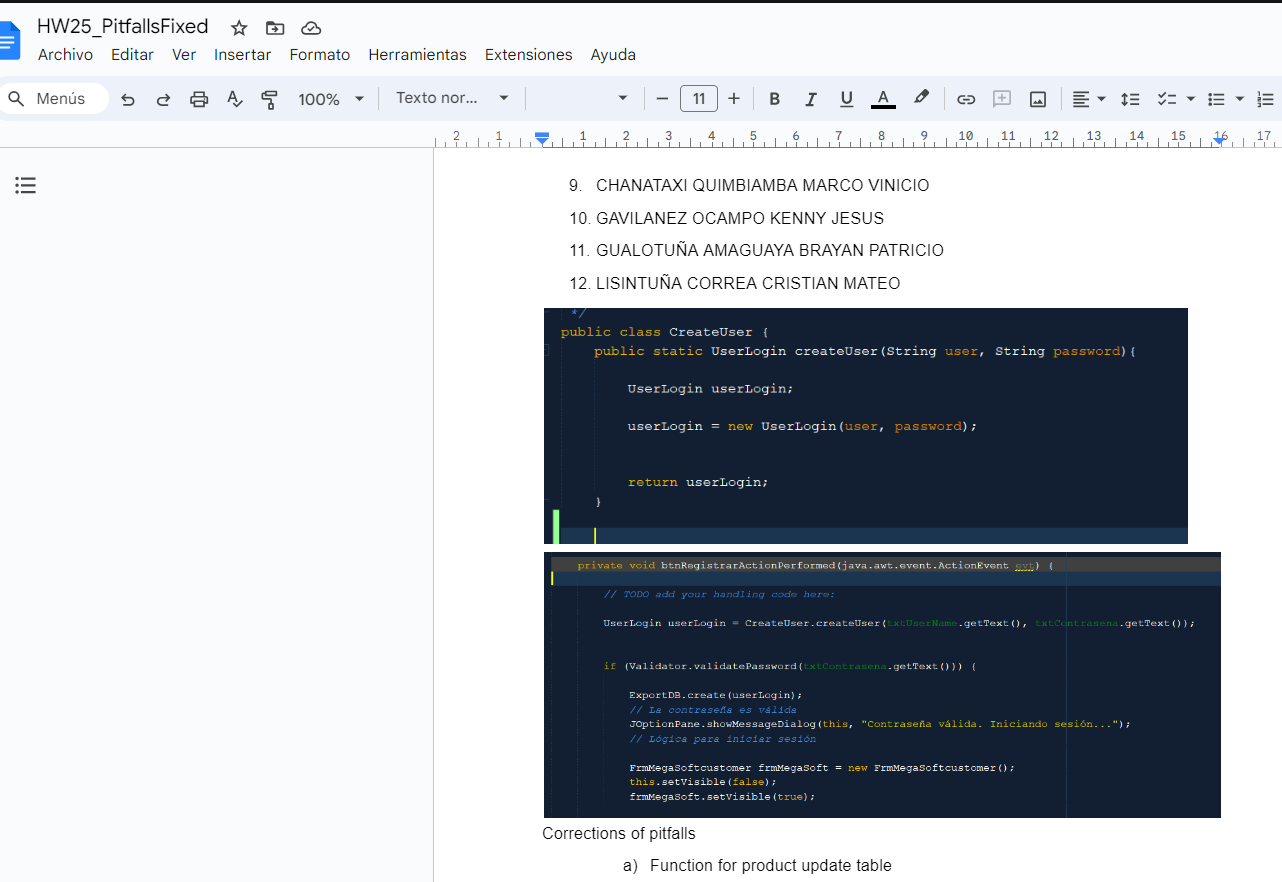 HW25_PitfallsFixed
Archivo Editar Ver Insertar Formato Herramientas Extensiones Ayuda
Menús 100% Texto nor... 11 B I U A
2 1 1 2 3 4 5 6 7 8 9 10 11 12 13 14 15 16 17
9. CHANATAXI QUIMBIAMBA MARCO VINICIO
10. GAVILANEZ OCAMPO KENNY JESUS
11. GUALOTUÑA AMAGUAYA BRAYAN PATRICIO
12. LISINTUÑA CORREA CRISTIAN MATEO
*/
public class CreateUser {
public static UserLogin createUser(String user, String password){
UserLogin userLogin;
userLogin = new UserLogin(user, password);
return userLogin;
}
private void btnRegistrarActionPerformed(java.awt.event.ActionEvent evt) {
// TODO add your handling code here:
UserLogin userLogin = CreateUser.createUser(txtUserName.getText(), txtContrasena.getText());
if (Validator.validatePassword(txtContrasena.getText())) {
ExportDB.create(userLogin);
// La contraseña es válida
JOptionPane.showMessageDialog(this, "Contraseña válida. Iniciando sesión...");
// Lógica para iniciar sesión
FrmMegaSoftcustomer frmMegaSoft = new FrmMegaSoftcustomer();
this.setVisible(false);
frmMegaSoft.setVisible(true);
Corrections of pitfalls
a) Function for product update table